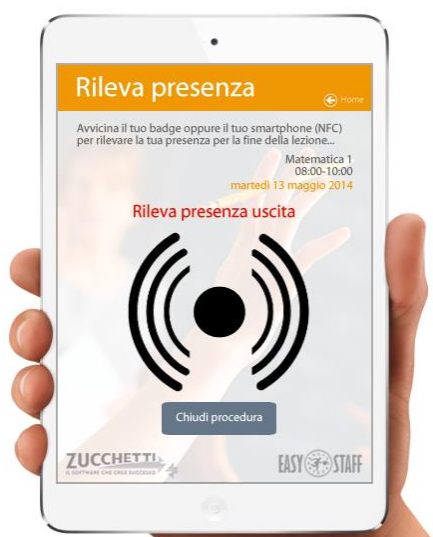 Rileva presenza
Home
Avvicina il tuo badge oppure il tuo smartphone (NFC)
per rilevare la tua presenza per la fine della lezione...
Matematica 1
08:00-10:00
martedì 13 maggio 2014
Rileva presenza uscita
Chiudi procedura
ZUCCHETTI
IL SOFTWARE CHE CREA SUCCESSO
EASY STAFF